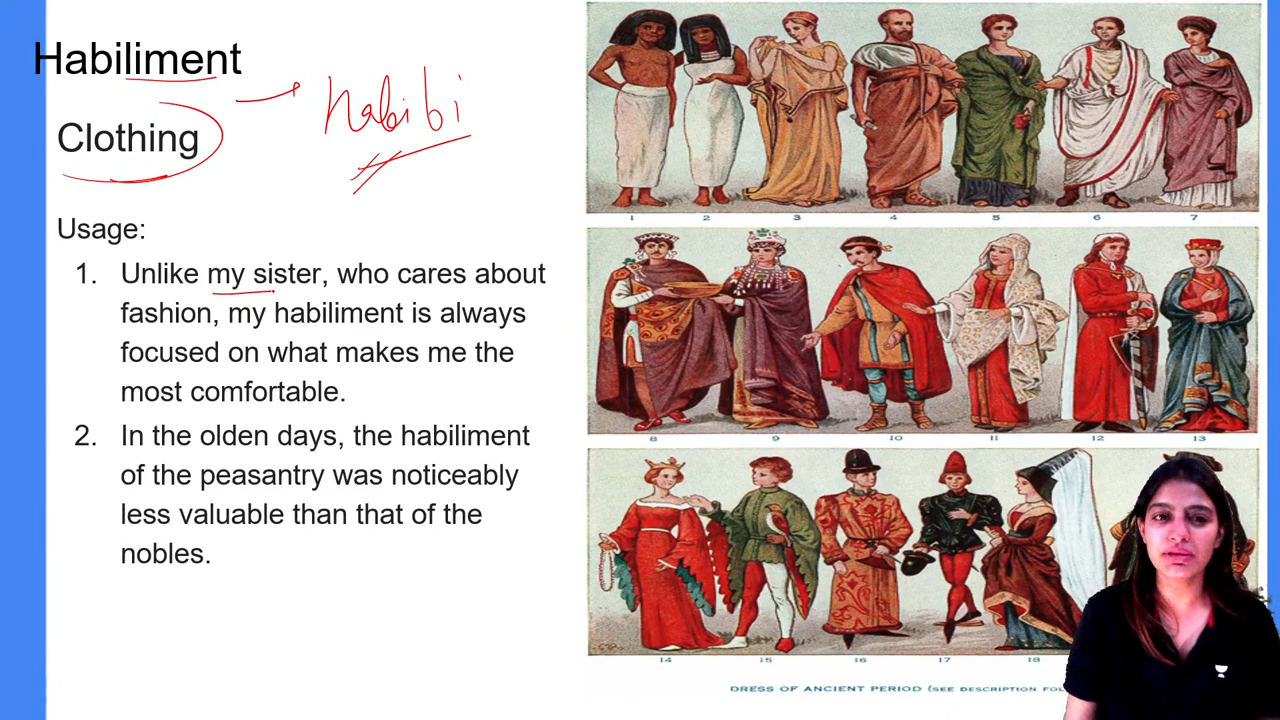 Habiliment
Clothing
habibi
Usage:
1. Unlike my sister, who cares about
fashion, my habiliment is always
focused on what makes me the
most comfortable.
2. In the olden days, the habiliment
of the peasantry was noticeably
less valuable than that of the
nobles.
1 2 3 4 5 6 7
8 9 10 11 12 13
14 15 16 17 18
DRESS OF ANCIENT PERIOD (SEE DESCRIPTION